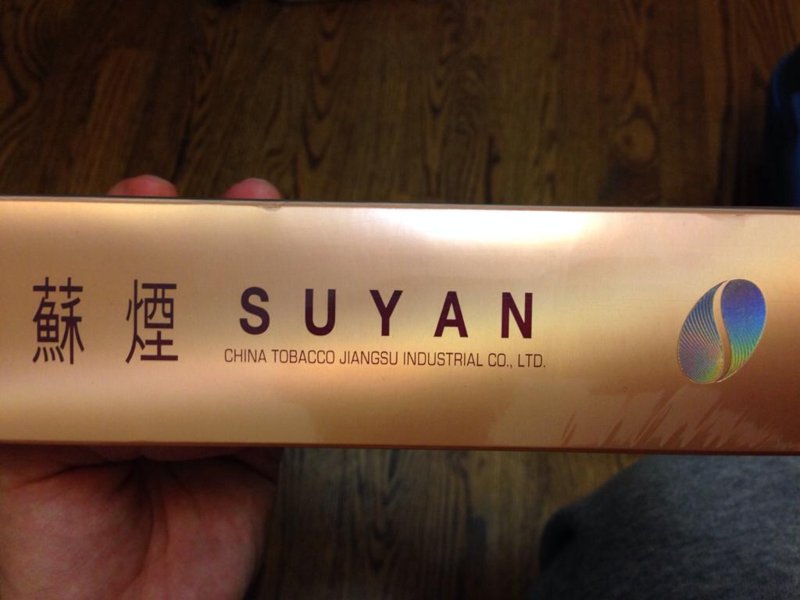 蘇煙 SUYAN
CHINA TOBACCO JIANGSU INDUSTRIAL CO., LTD.